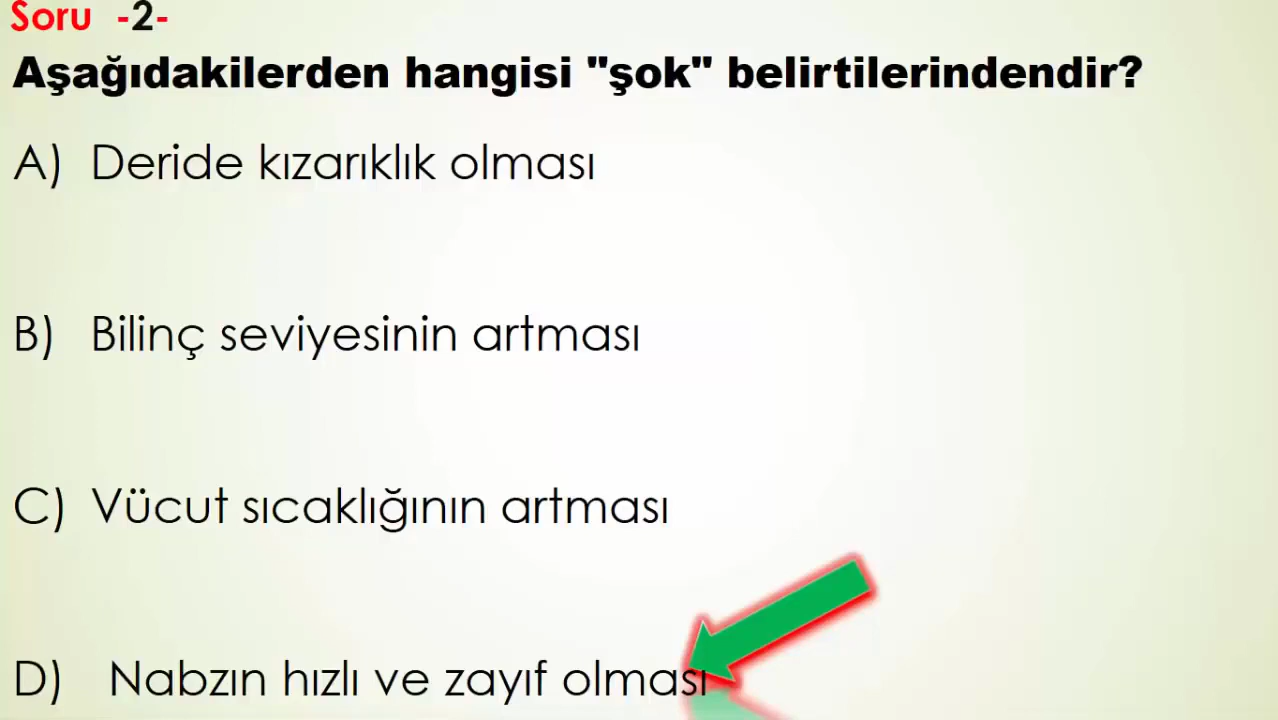 Soru -2-
Aşağıdakilerden hangisi "şok" belirtilerindendir?
A) Deride kızarıklık olması
B) Bilinç seviyesinin artması
C) Vücut sıcaklığının artması
D) Nabzın hızlı ve zayıf olması